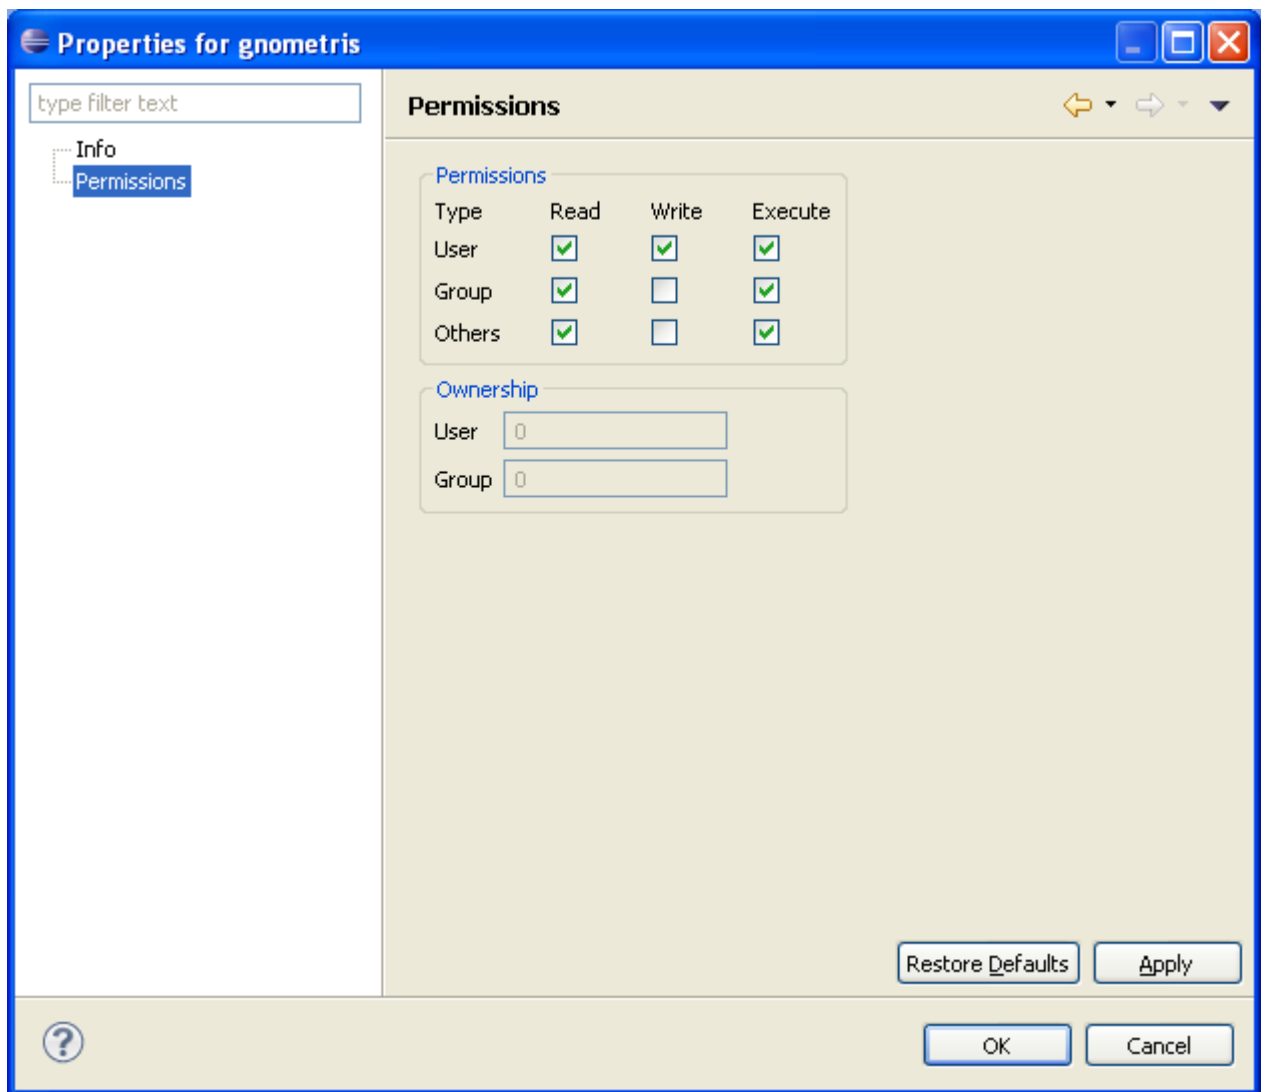 Properties for gnometris
type filter text
Info
Permissions
Permissions
Permissions
Type Read Write Execute
User
Group
Others
Ownership
User 0
Group 0
Restore Defaults Apply
? OK Cancel